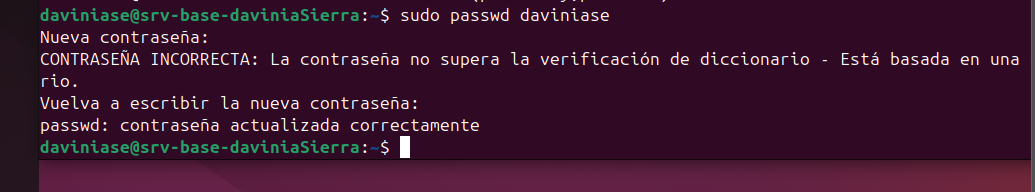 daviniase@srv-base-daviniaSierra:~$ sudo passwd daviniase
Nueva contraseña:
CONTRASEÑA INCORRECTA: La contraseña no supera la verificación de diccionario - Está basada en una
rio.
Vuelva a escribir la nueva contraseña:
passwd: contraseña actualizada correctamente
daviniase@srv-base-daviniaSierra:~$